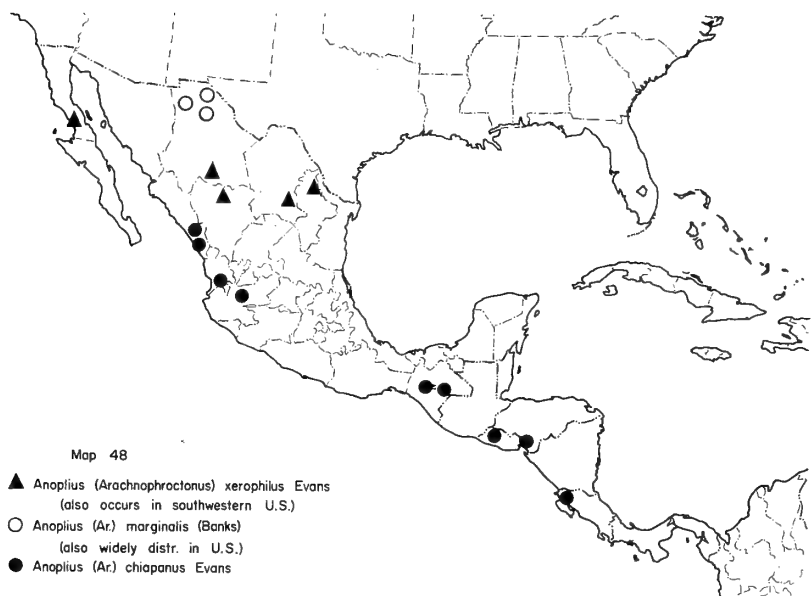 Map 48
Anoplius (Arachnophroctonus) xerophilus Evans
(also occurs in southwestern U.S.)
Anoplius (Ar.) marginalis (Banks)
(also widely distr. in U.S.)
Anoplius (Ar.) chiapanus Evans